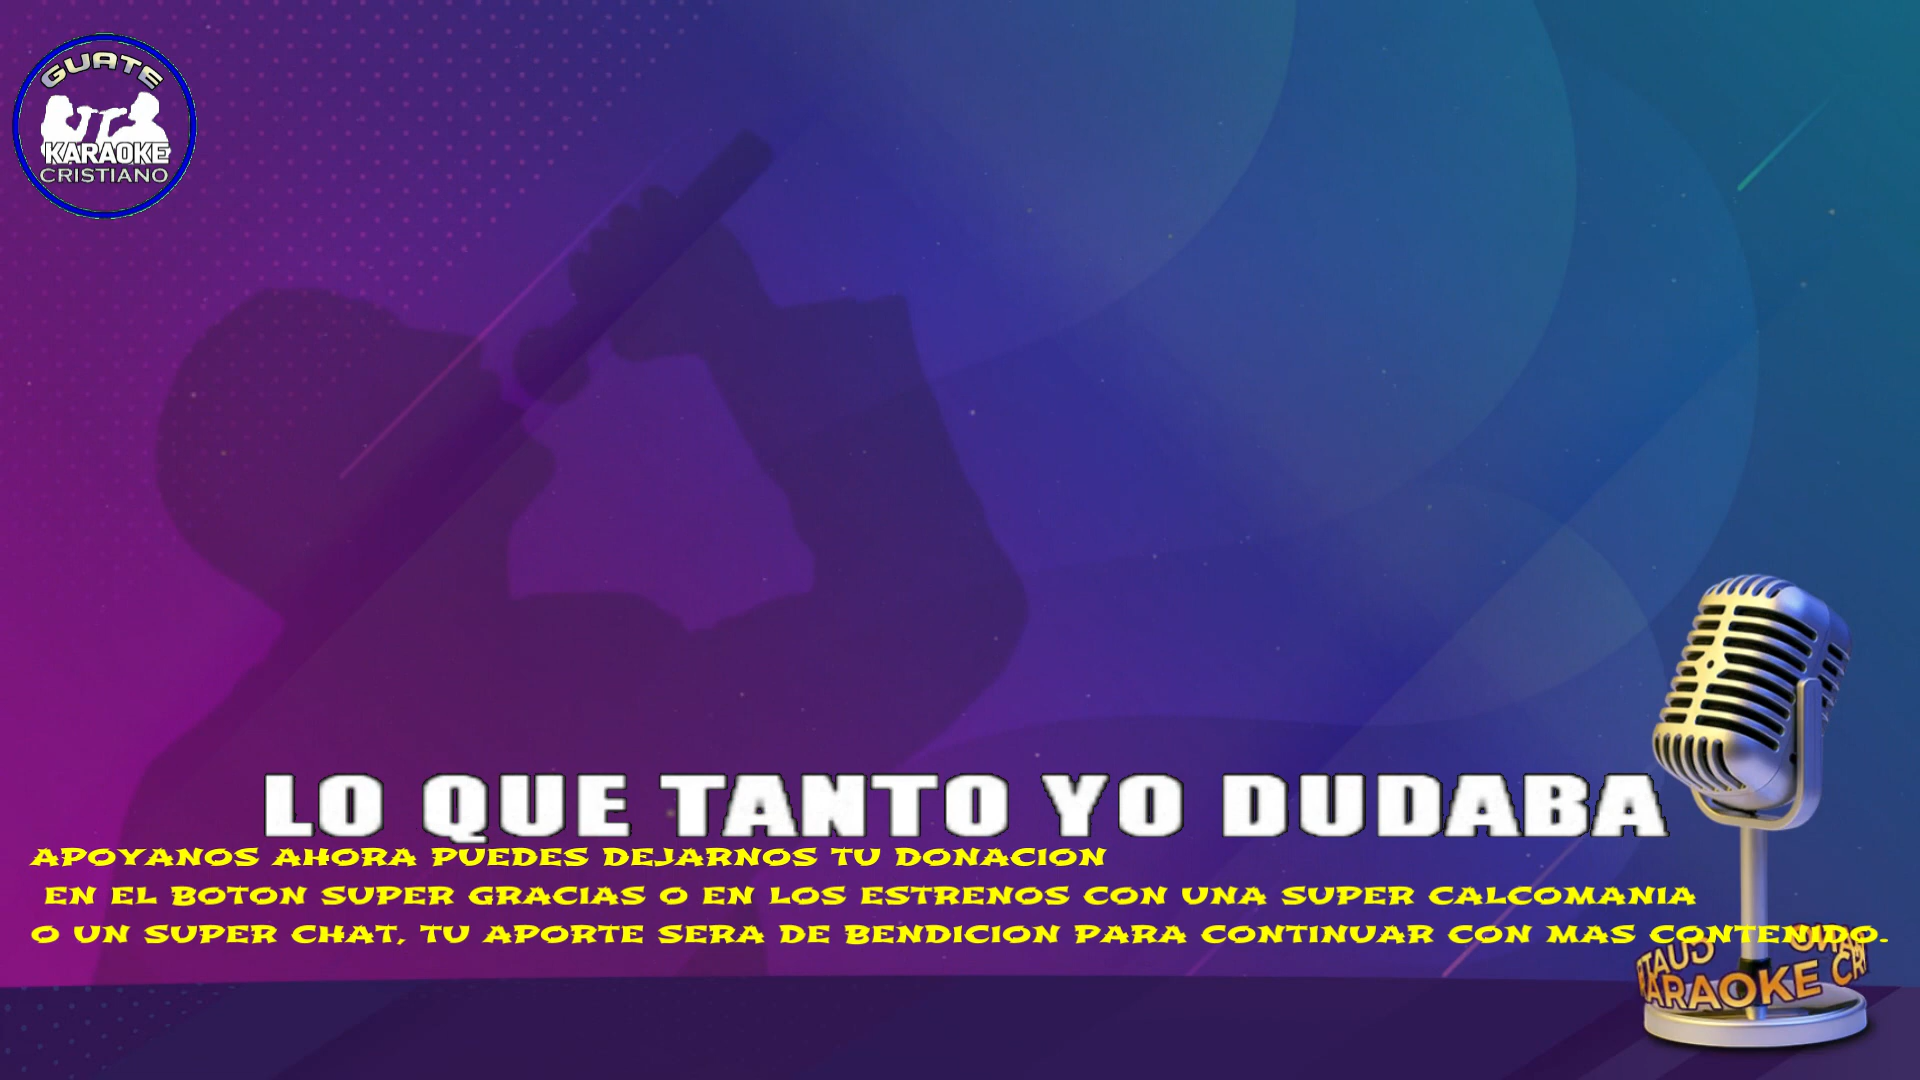 GUATE
KARAOKE
CRISTIANO
LO QUE TANTO YO DUDABA
APOYANOS AHORA PUEDES DEJARNOS TU DONACION
EN EL BOTON SUPER GRACIAS O EN LOS ESTRENOS CON UNA SUPER CALCOMANIA
O UN SUPER CHAT, TU APORTE SERA DE BENDICION PARA CONTINUAR CON MAS CONTENIDO.
KARAOKE